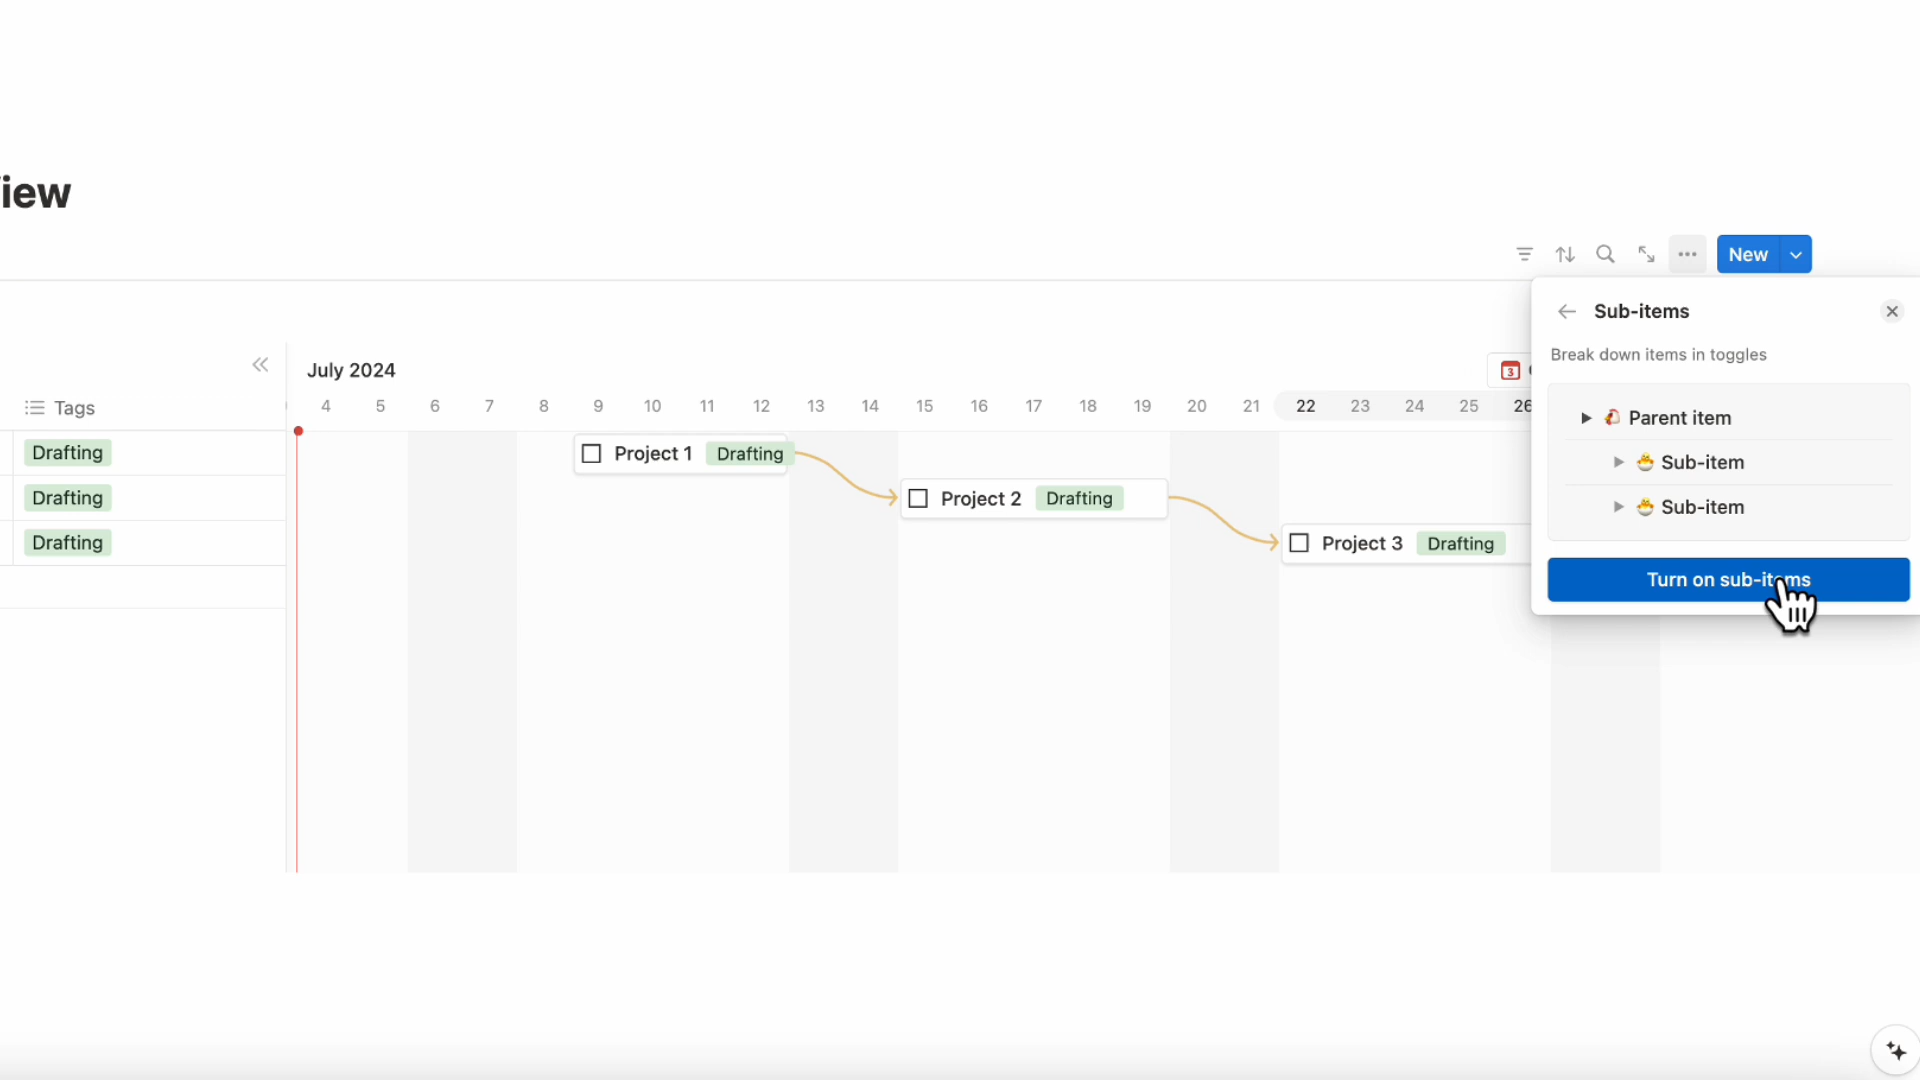 iew
New
Sub-items
Break down items in toggles
July 2024
3
Tags
4 5 6 7 8 9 10 11 12 13 14 15 16 17 18 19 20 21 22 23 24 25 26
Parent item
Drafting
Project 1 Drafting
Sub-item
Drafting
Project 2 Drafting
Sub-item
Drafting
Project 3 Drafting
Turn on sub-items